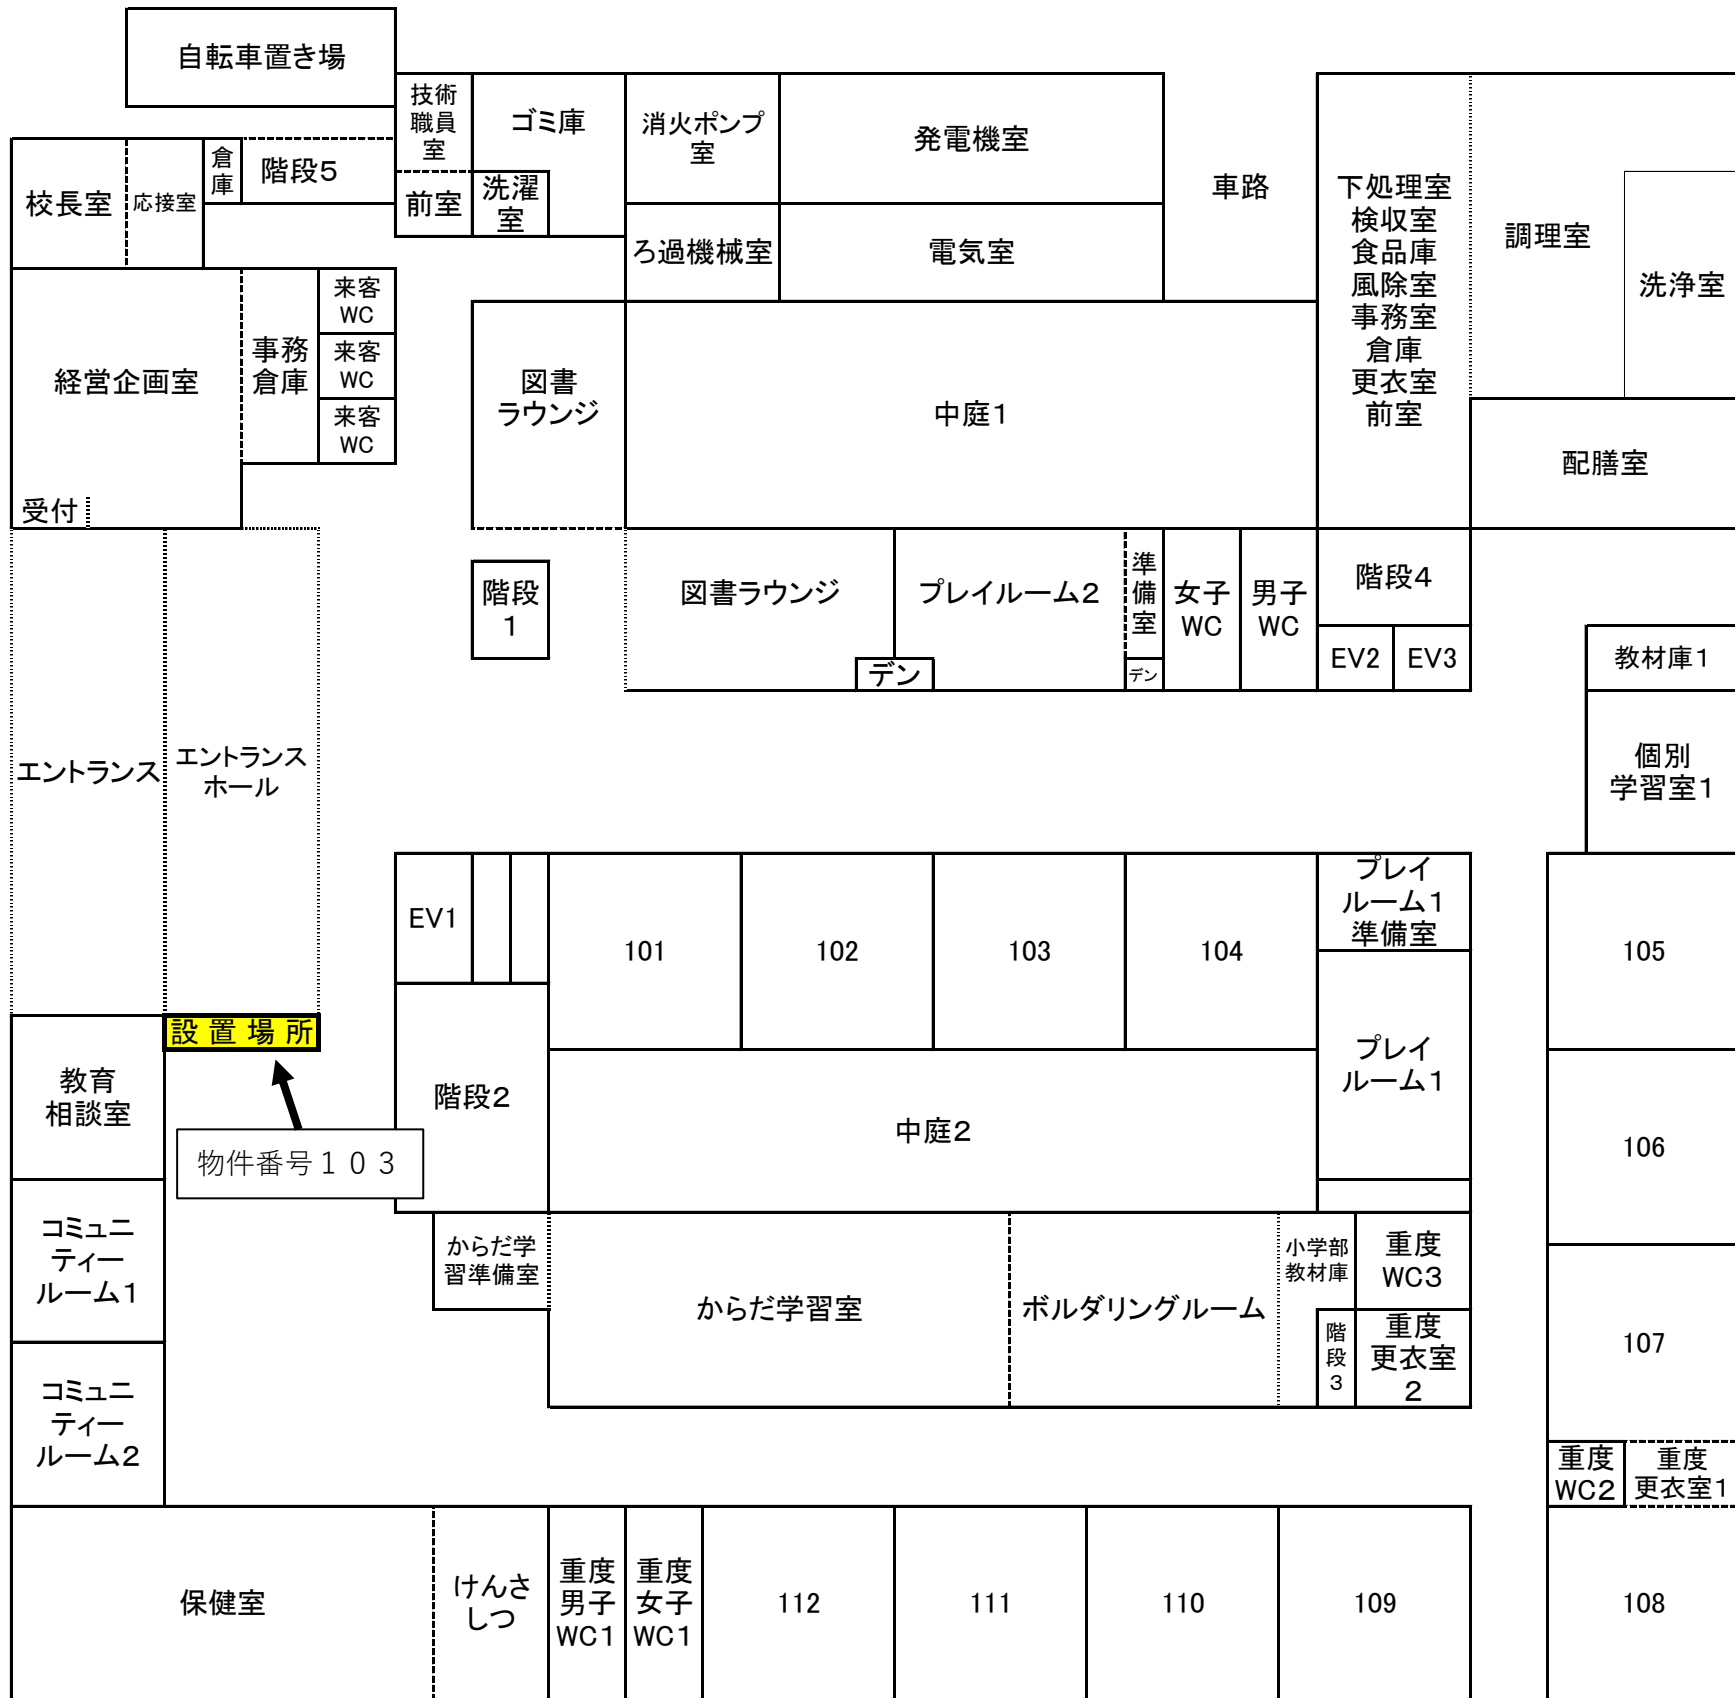 自転車置き場
技術
職員
室
ゴミ庫
消火ポンプ
室
発電機室
車路
下処理室
検収室
食品庫
風除室
事務室
倉庫
更衣室
前室
調理室
洗浄室
校長室
応接室
倉
庫
階段5
前室
洗濯
室
ろ過機械室
電気室
経営企画室
事務
倉庫
来客
WC
来客
WC
来客
WC
図書
ラウンジ
中庭1
配膳室
受付
階段
1
図書ラウンジ
プレイルーム2
準
備
室
女子
WC
男子
WC
階段4
デン
デン
EV2
EV3
教材庫1
個別
学習室1
エントランス
エントランス
ホール
EV1
101
102
103
104
プレイ
ルーム1
準備室
105
設置場所
教育
相談室
階段2
中庭2
プレイ
ルーム1
106
物件番号１０３
コミュニ
ティー
ルーム1
からだ学
習準備室
からだ学習室
ボルダリングルーム
小学部
教材庫
重度
WC3
階
段
3
重度
更衣室
2
107
コミュニ
ティー
ルーム2
重度
WC2
重度
更衣室1
保健室
けんさ
しつ
重度
男子
WC1
重度
女子
WC1
112
111
110
109
108